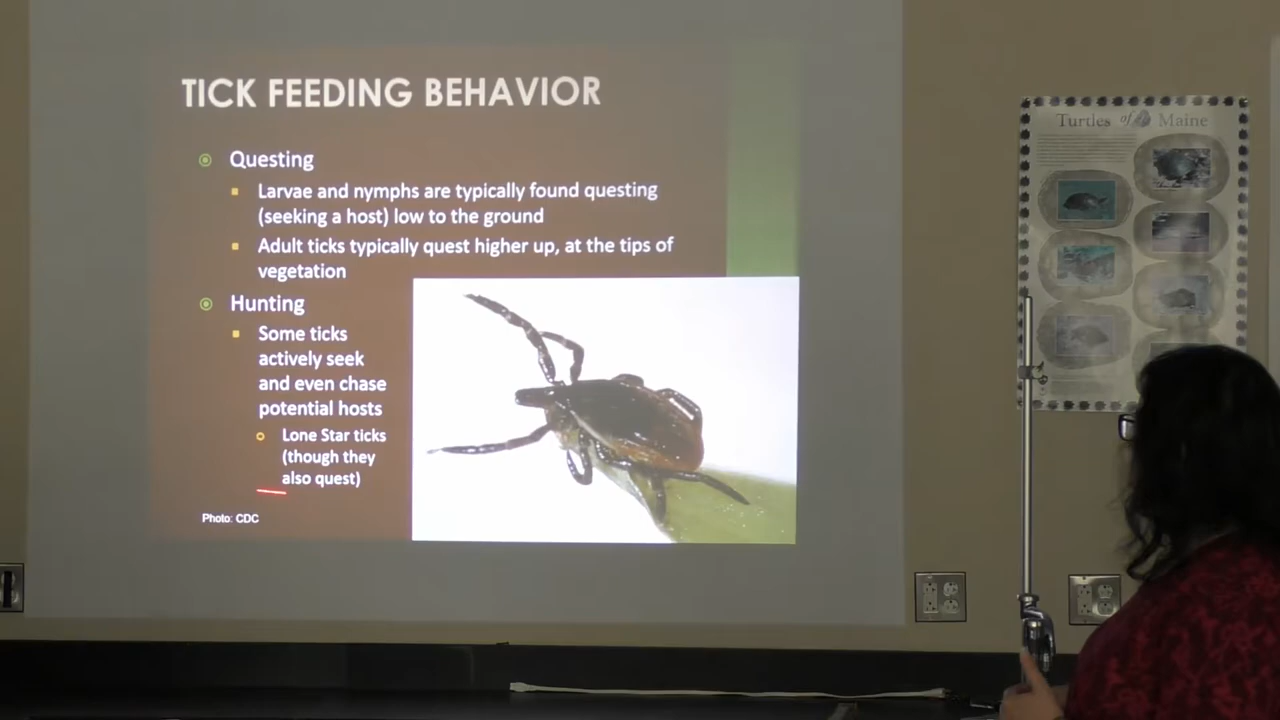 TICK FEEDING BEHAVIOR
Questing
Larvae and nymphs are typically found questing
(seeking a host) low to the ground
Adult ticks typically quest higher up, at the tips of
vegetation
Hunting
Some ticks
actively seek
and even chase
potential hosts
Lone Star ticks
(though they
also quest)
Photo: CDC
Turtles of Maine